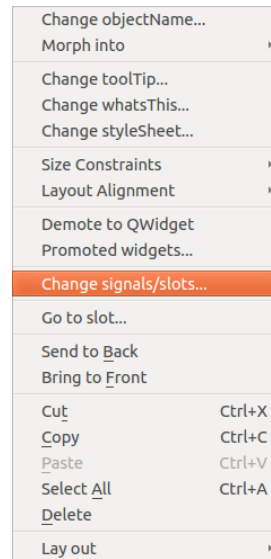 Change objectName...
Morph into
Change toolTip...
Change whatsThis...
Change styleSheet...
Size Constraints
Layout Alignment
Demote to QWidget
Promoted widgets...
Change signals/slots...
Go to slot...
Send to Back
Bring to Front
Cut Ctrl+X
Copy Ctrl+C
Paste Ctrl+V
Select All Ctrl+A
Delete
Lay out